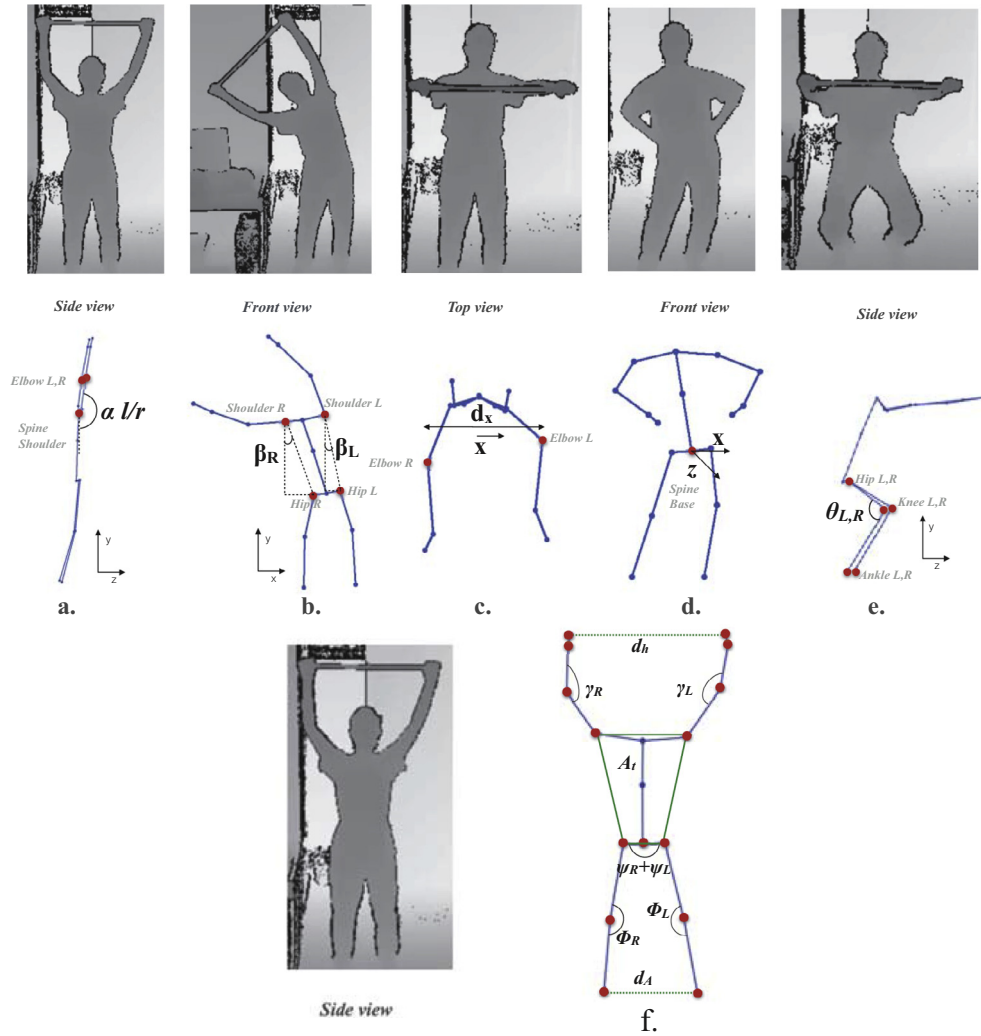 Side view
Front view
Top view
Front view
Side view
Elbow L,R
α l/r
Spine
Shoulder
y
z
a.
Shoulder R
Shoulder L
βR
βL
Hip R
Hip L
y
x
b.
dx
x
Elbow L
Elbow R
c.
x
z
Spine
Base
d.
Hip L,R
Knee L,R
θL,R
y
z
Ankle L,R
e.
dh
γR
γL
At
ψR+ψL
ΦL
ΦR
dA
Side view
f.